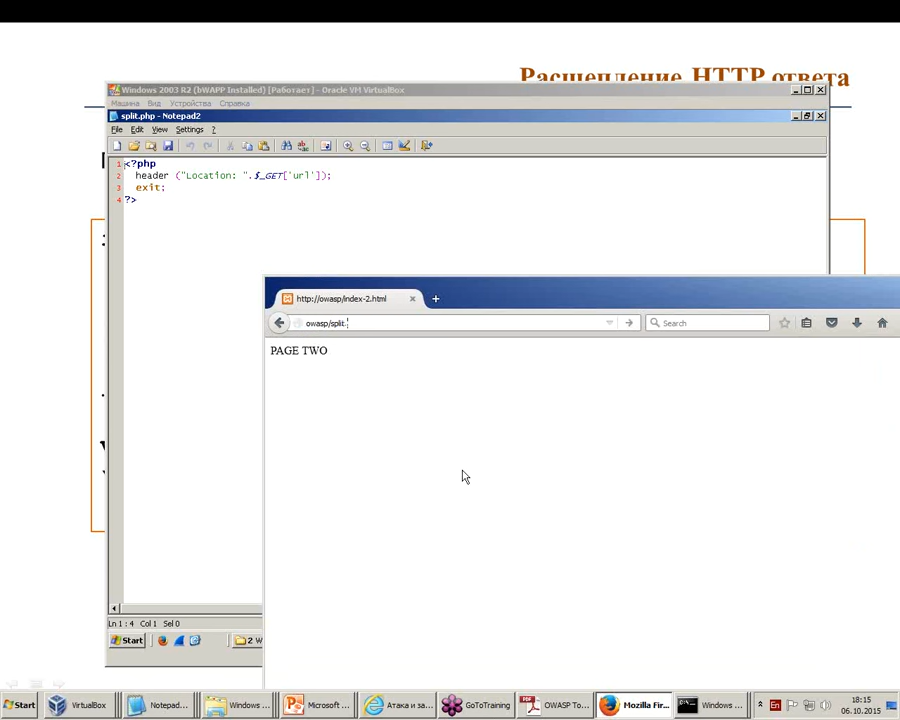 Расщепление HTTP ответа
Windows 2003 R2 (bWAPP Installed) [Работает] - Oracle VM VirtualBox
Машина Вид Устройства Справка
split.php - Notepad2
File Edit View Settings ?
1 <?php
2 header ("Location: ".$_GET['url']);
3 exit;
4 ?>
http://owasp/index-2.html
owasp/split.
Search
PAGE TWO
Ln 1 : 4 Col 1 Sel 0
Start 2 W
Start VirtualBox Notepad... Windows ... Microsoft ... Атака и за... GoToTraining OWASP To... Mozilla Fir... Windows ... En 18:15
06.10.2015